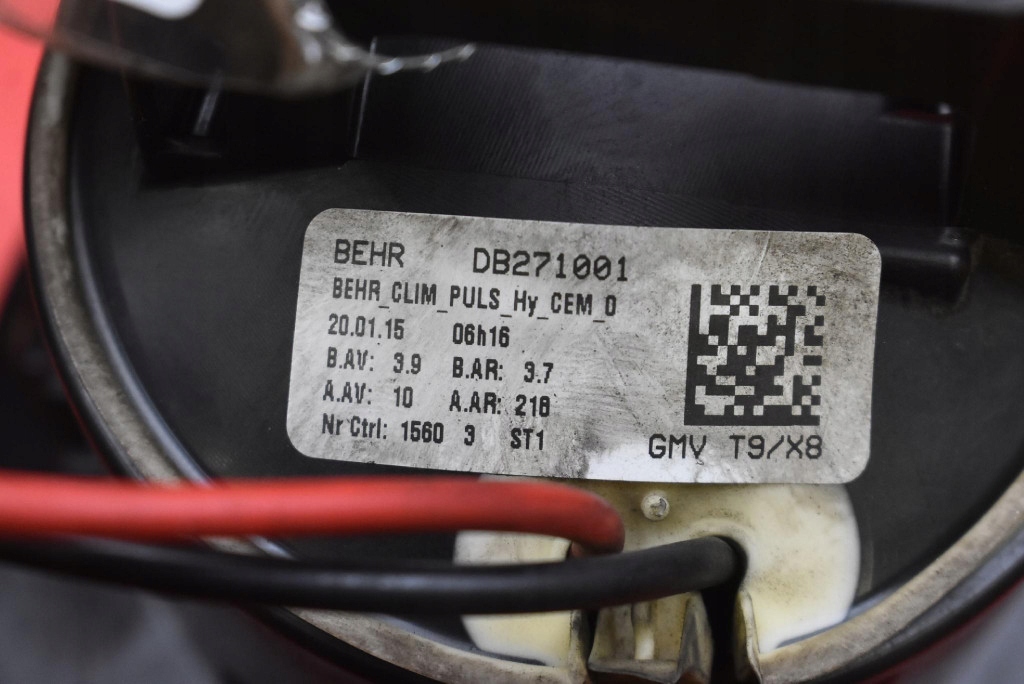 BEHR DB271001
BEHR_CLIM_PULS_Hy_CEM_0
20.01.15 06h16
B.AV: 3.9 B.AR: 3.7
A.AV: 10 A.AR: 218
Nr Ctrl: 1560 3 ST1
GMV T9/X8